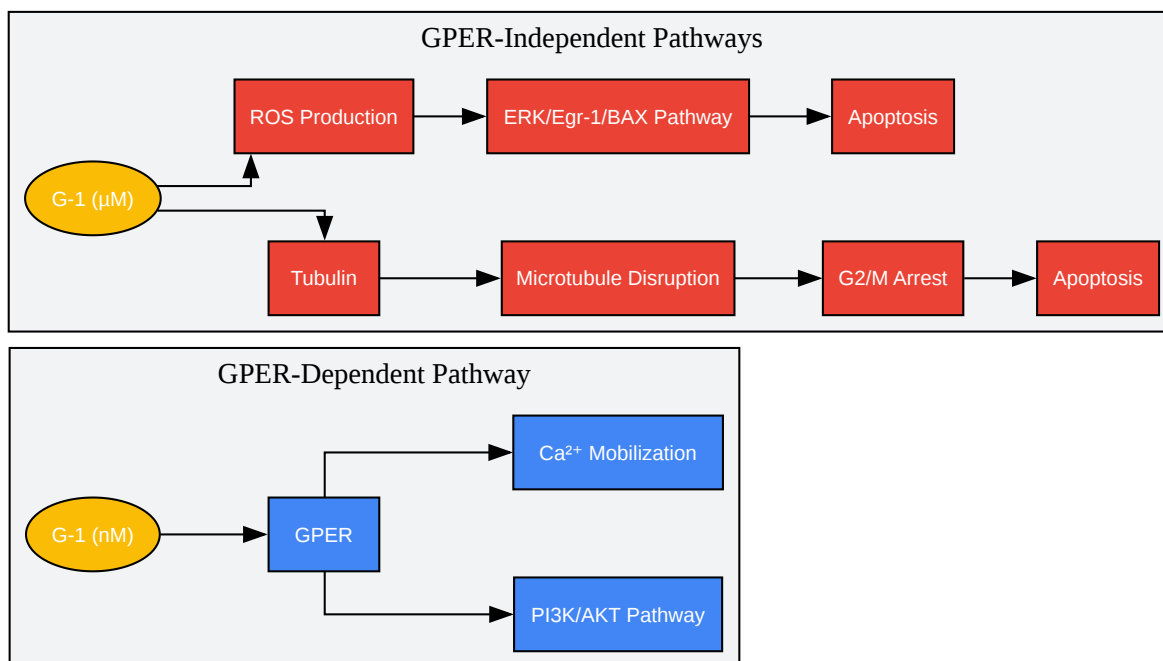 GPER-Independent Pathways
ROS Production
ERK/Egr-1/BAX Pathway
Apoptosis
G-1 (µM)
Tubulin
Microtubule Disruption
G2/M Arrest
Apoptosis
GPER-Dependent Pathway
Ca²⁺ Mobilization
G-1 (nM)
GPER
PI3K/AKT Pathway